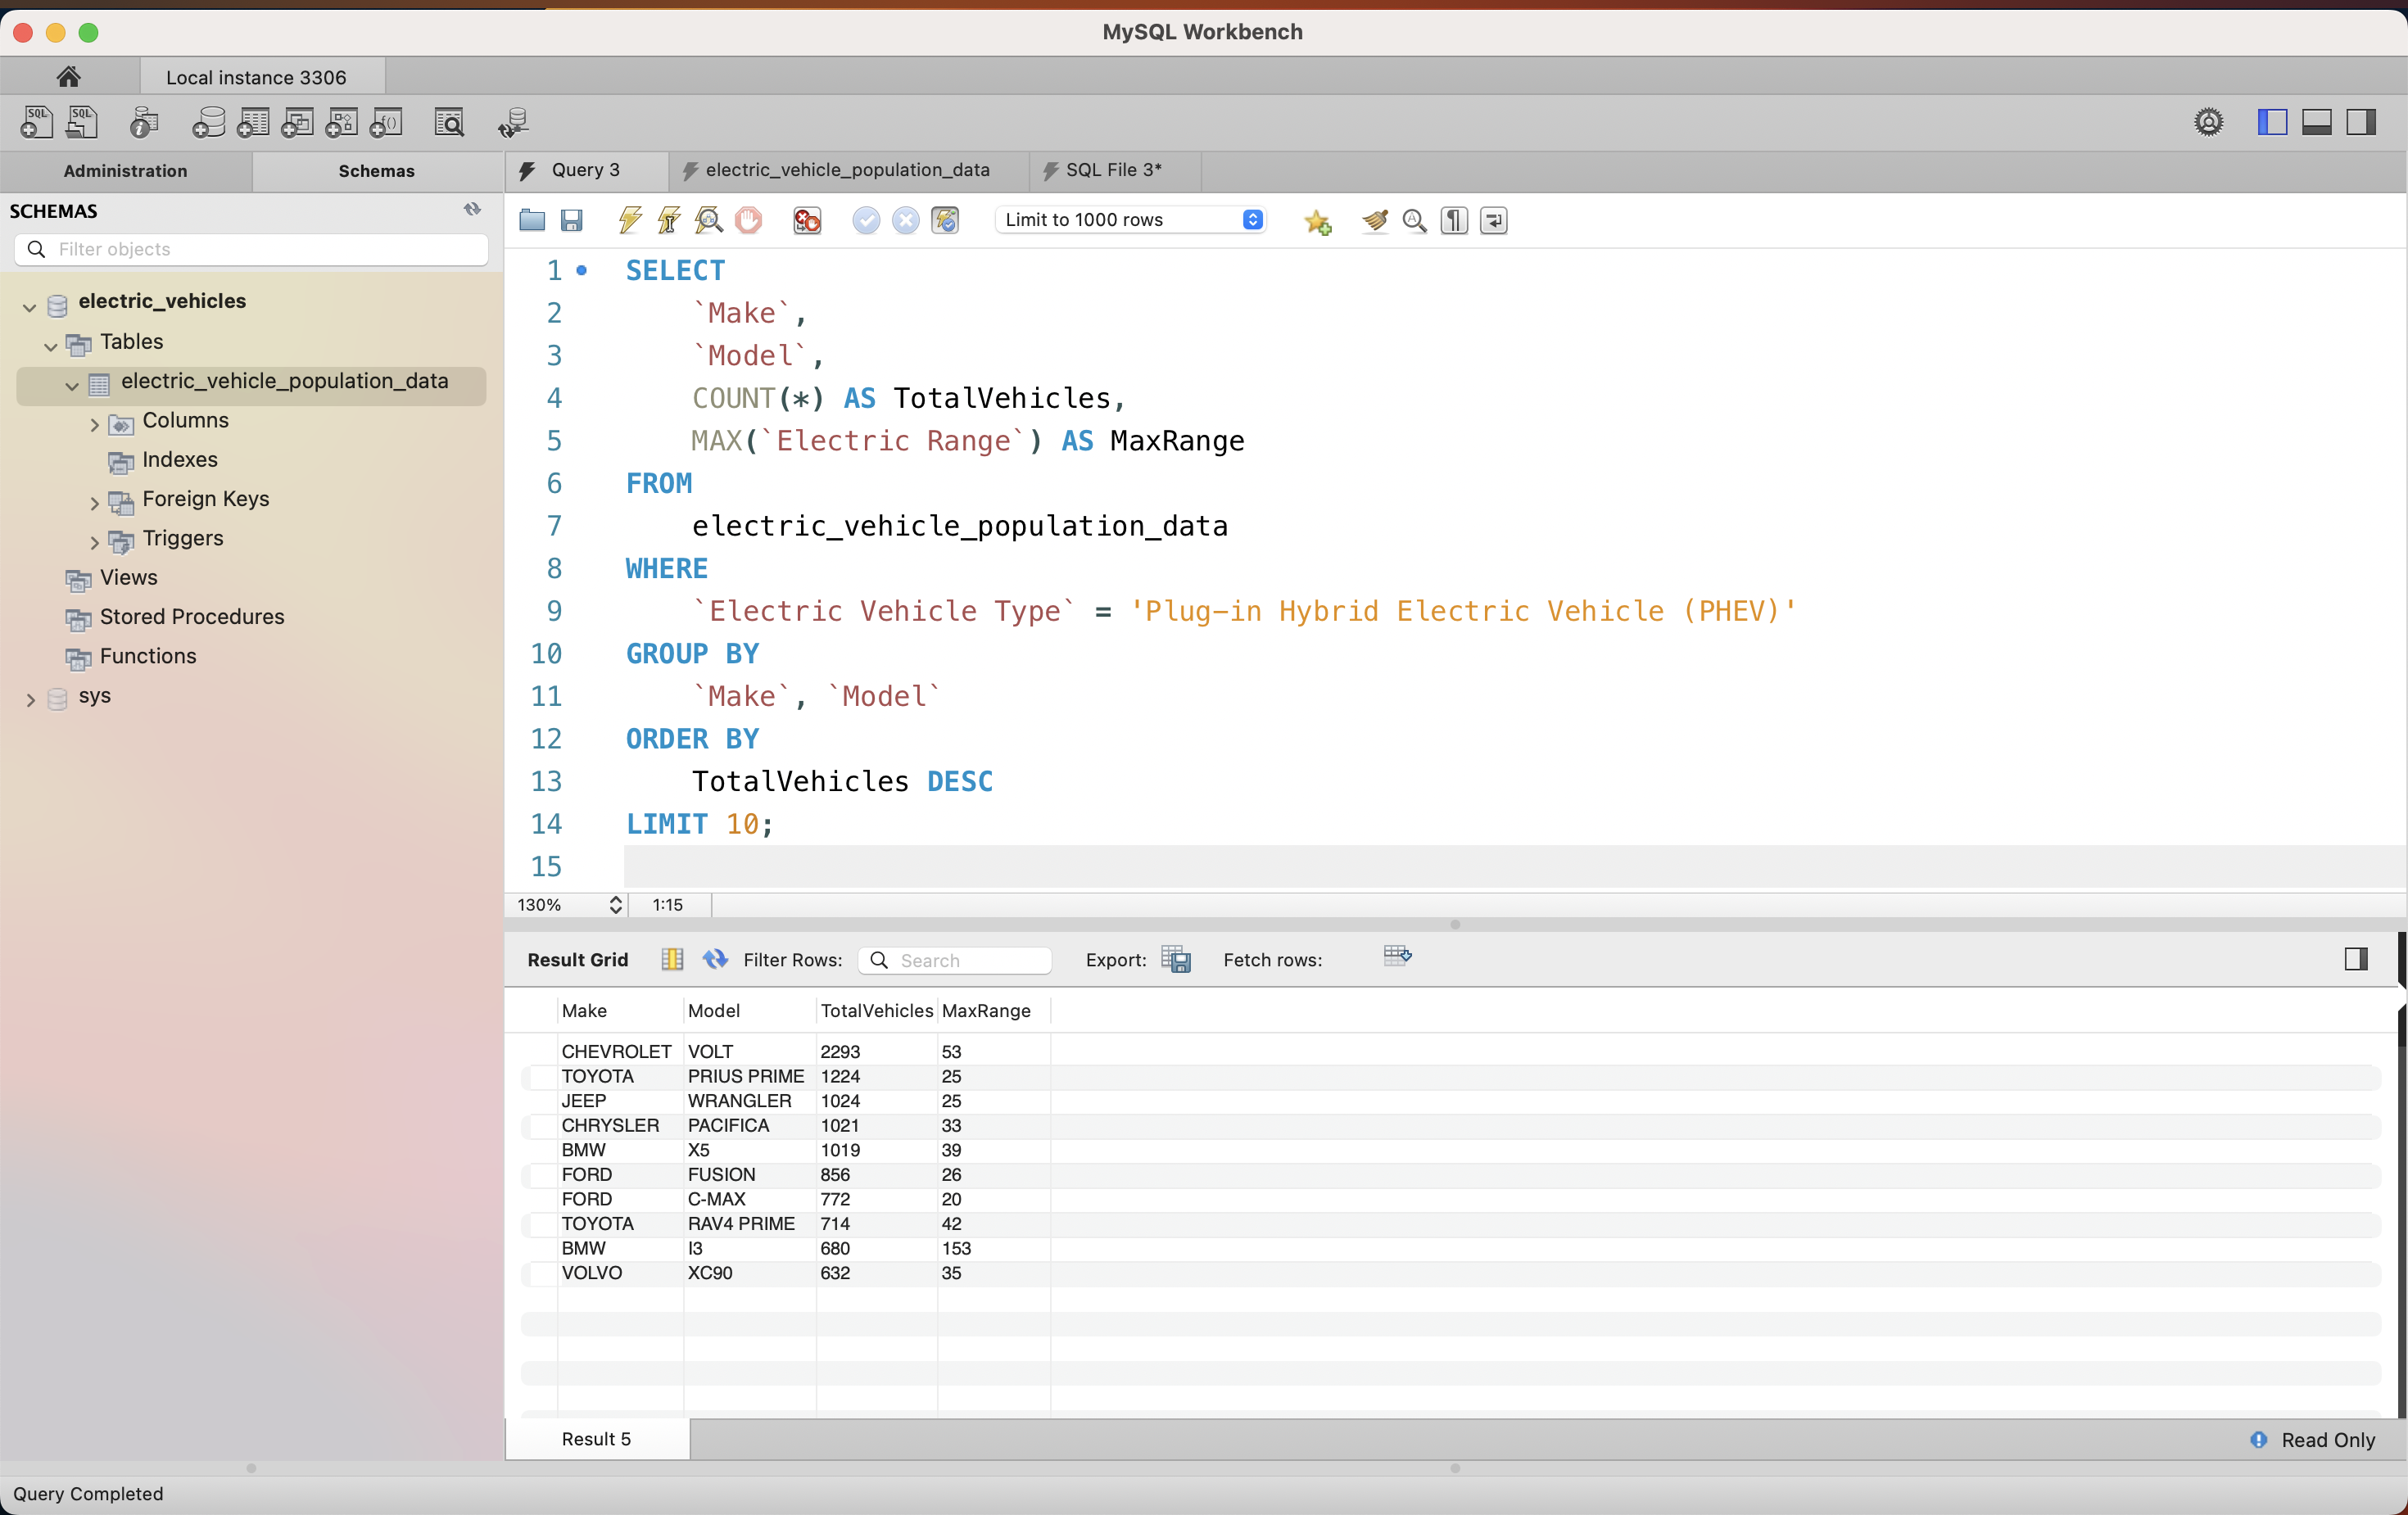 MySQL Workbench
Local instance 3306
Administration
Schemas
Query 3
electric_vehicle_population_data
SQL File 3*
SCHEMAS
Filter objects
Limit to 1000 rows
electric_vehicles
Tables
electric_vehicle_population_data
Columns
Indexes
Foreign Keys
Triggers
Views
Stored Procedures
Functions
sys
1 SELECT
2 `Make`,
3 `Model`,
4 COUNT(*) AS TotalVehicles,
5 MAX(`Electric Range`) AS MaxRange
6 FROM
7 electric_vehicle_population_data
8 WHERE
9 `Electric Vehicle Type` = 'Plug-in Hybrid Electric Vehicle (PHEV)'
10 GROUP BY
11 `Make`, `Model`
12 ORDER BY
13 TotalVehicles DESC
14 LIMIT 10;
15
130% 1:15
Result Grid Filter Rows: Search Export: Fetch rows:
Make Model TotalVehicles MaxRange
CHEVROLET VOLT 2293 53
TOYOTA PRIUS PRIME 1224 25
JEEP WRANGLER 1024 25
CHRYSLER PACIFICA 1021 33
BMW X5 1019 39
FORD FUSION 856 26
FORD C-MAX 772 20
TOYOTA RAV4 PRIME 714 42
BMW I3 680 153
VOLVO XC90 632 35
Result 5
Read Only
Query Completed